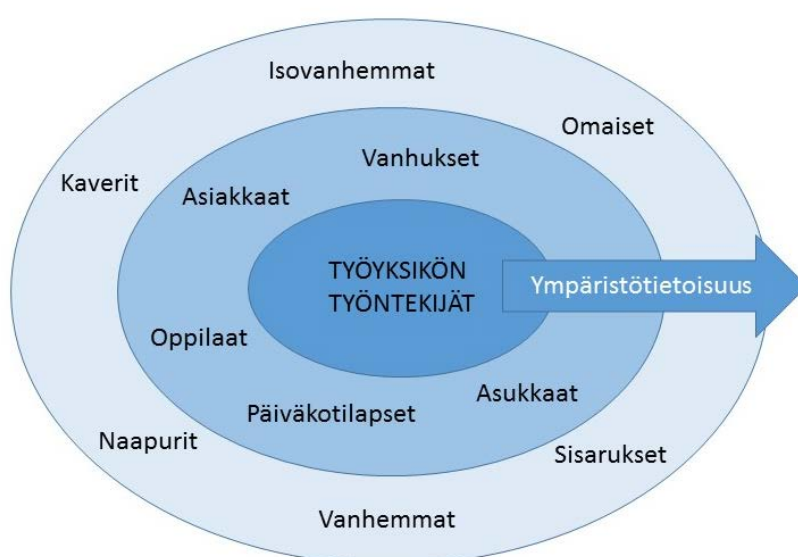 Isovanhemmat
Omaiset
Vanhukset
Kaverit
Asiakkaat
TYÖYKSIKÖN
TYÖNTEKIJÄT
Ympäristötietoisuus
Oppilaat
Asukkaat
Päiväkotilapset
Naapurit
Sisarukset
Vanhemmat